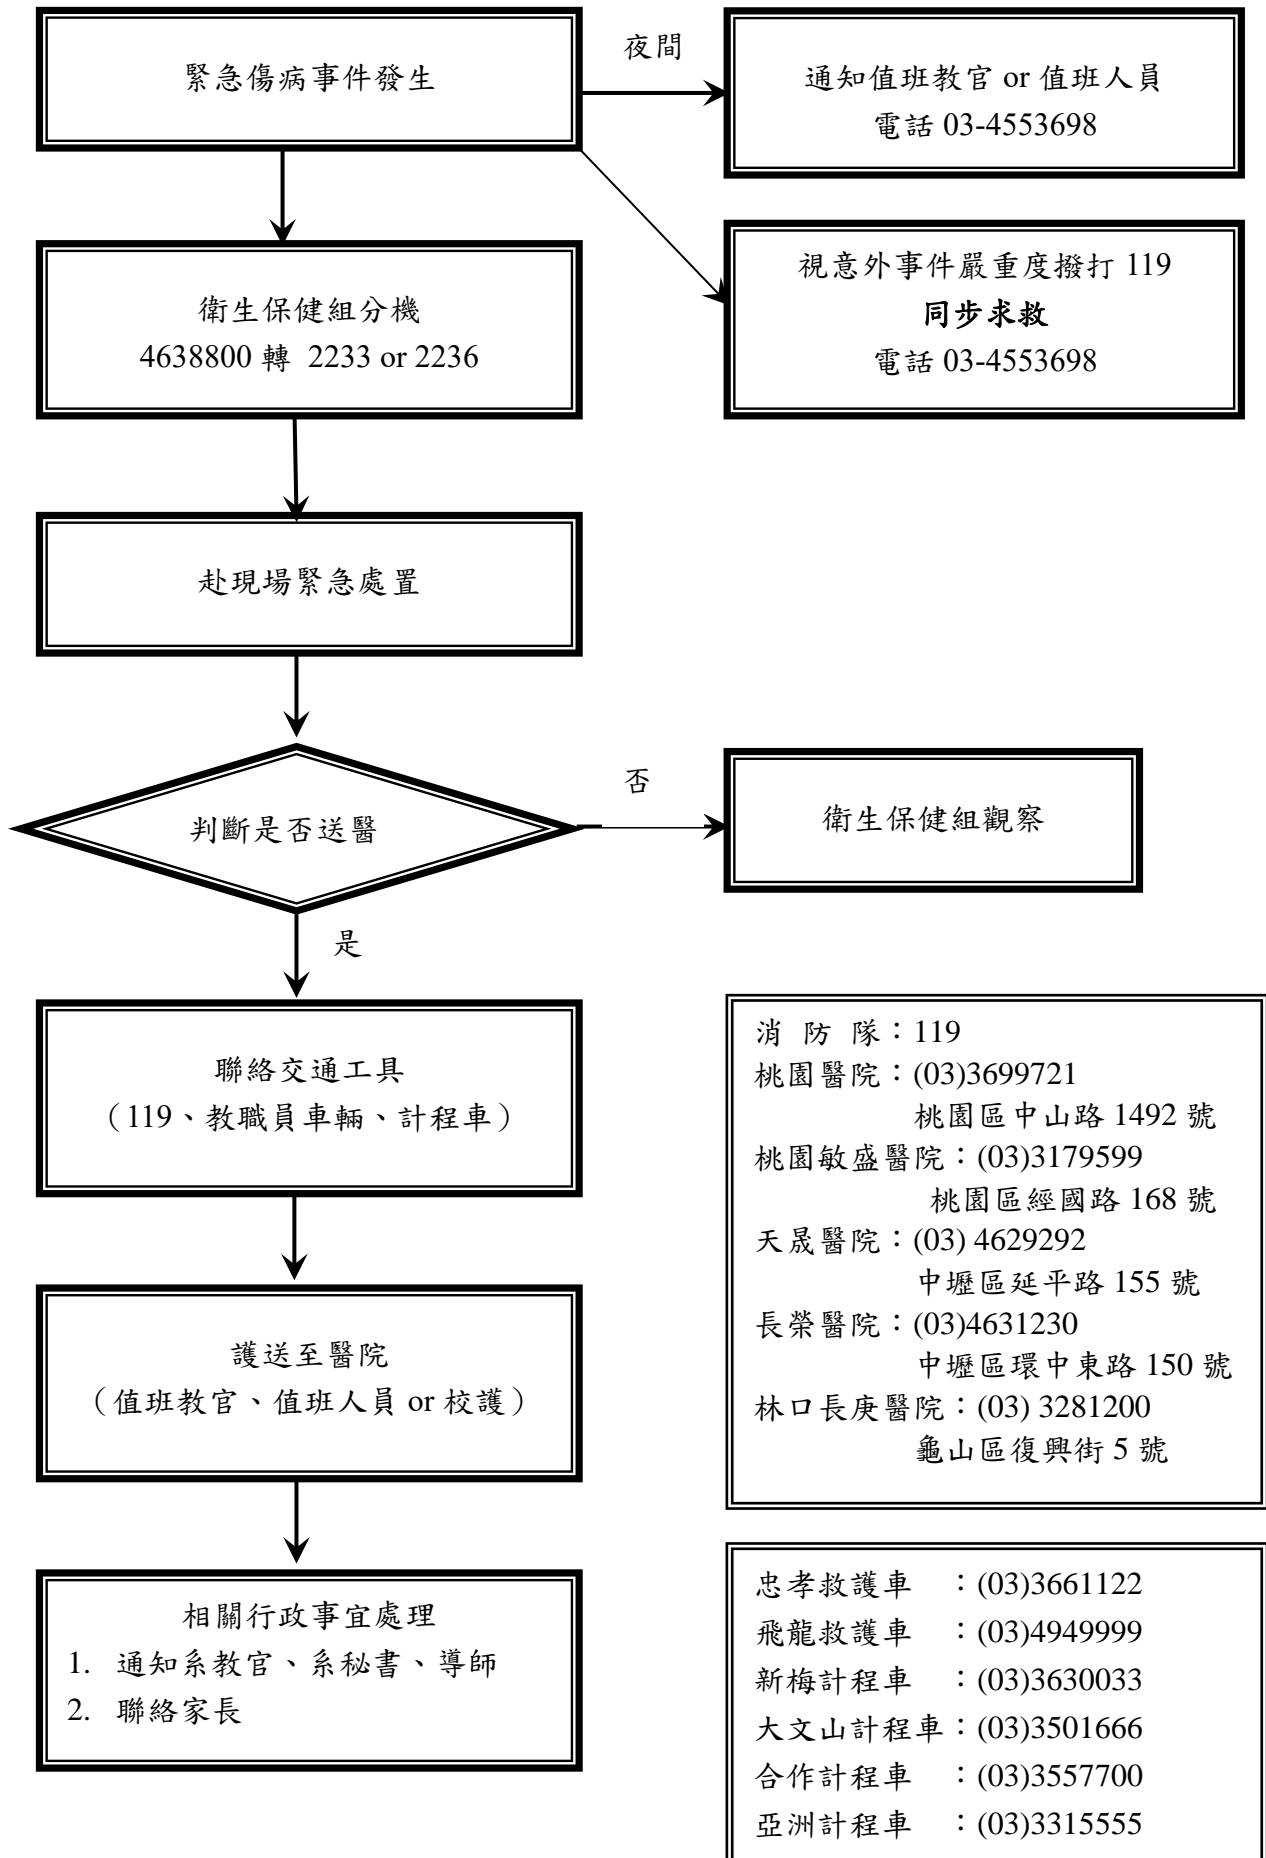 緊急傷病事件發生
夜間
通知值班教官 or 值班人員
電話 03-4553698
視意外事件嚴重度撥打 119
同步求救
電話 03-4553698
衛生保健組分機
4638800 轉 2233 or 2236
赴現場緊急處置
判斷是否送醫
否
衛生保健組觀察
是
聯絡交通工具
（119、教職員車輛、計程車）
護送至醫院
（值班教官、值班人員 or 校護）
相關行政事宜處理
1. 通知系教官、系秘書、導師
2. 聯絡家長
消 防 隊：119
桃園醫院：(03)3699721
桃園區中山路 1492 號
桃園敏盛醫院：(03)3179599
桃園區經國路 168 號
天晟醫院：(03) 4629292
中壢區延平路 155 號
長榮醫院：(03)4631230
中壢區環中東路 150 號
林口長庚醫院：(03) 3281200
龜山區復興街 5 號
忠孝救護車 ：(03)3661122
飛龍救護車 ：(03)4949999
新梅計程車 ：(03)3630033
大文山計程車：(03)3501666
合作計程車 ：(03)3557700
亞洲計程車 ：(03)3315555